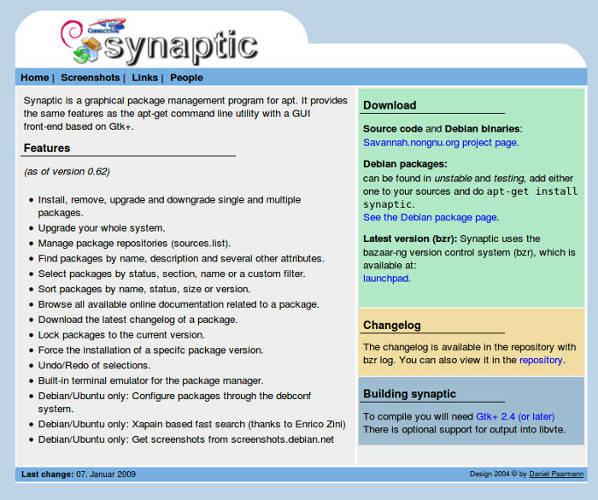 Connectiva
synaptic
Home | Screenshots | Links | People
Synaptic is a graphical package management program for apt. It provides
the same features as the apt-get command line utility with a GUI
front-end based on Gtk+.
Features
(as of version 0.62)
• Install, remove, upgrade and downgrade single and multiple
packages.
• Upgrade your whole system.
• Manage package repositories (sources.list).
• Find packages by name, description and several other attributes.
• Select packages by status, section, name or a custom filter.
• Sort packages by name, status, size or version.
• Browse all available online documentation related to a package.
• Download the latest changelog of a package.
• Lock packages to the current version.
• Force the installation of a specifc package version.
• Undo/Redo of selections.
• Built-in terminal emulator for the package manager.
• Debian/Ubuntu only: Configure packages through the debconf
system.
• Debian/Ubuntu only: Xapain based fast search (thanks to Enrico Zini)
• Debian/Ubuntu only: Get screenshots from screenshots.debian.net
Download
Source code and Debian binaries:
Savannah.nongnu.org project page.
Debian packages:
can be found in unstable and testing, add either
one to your sources and do apt-get install
synaptic.
See the Debian package page.
Latest version (bzr): Synaptic uses the
bazaar-ng version control system (bzr), which is
available at:
launchpad.
Changelog
The changelog is available in the repository with
bzr log. You can also view it in the repository.
Building synaptic
To compile you will need Gtk+ 2.4 (or later)
There is optional support for output into libvte.
Last change: 07. Januar 2009
Design 2004 © by Daniel Paarmann